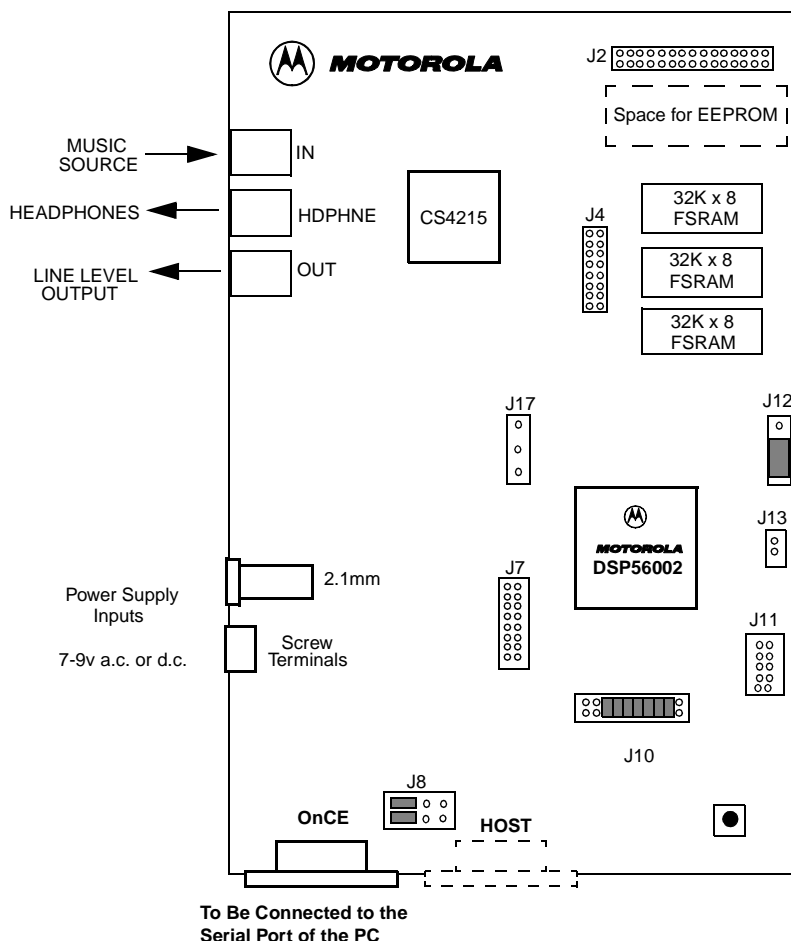 MOTOROLA
J2
Space for EEPROM
MUSIC
SOURCE
IN
HEADPHONES
HDPHNE
LINE LEVEL
OUTPUT
OUT
CS4215
J4
32K x 8
FSRAM
32K x 8
FSRAM
32K x 8
FSRAM
J17
J12
MOTOROLA
DSP56002
J13
Power Supply
Inputs
7-9v a.c. or d.c.
2.1mm
Screw
Terminals
J7
J11
J10
J8
OnCE
HOST
To Be Connected to the
Serial Port of the PC